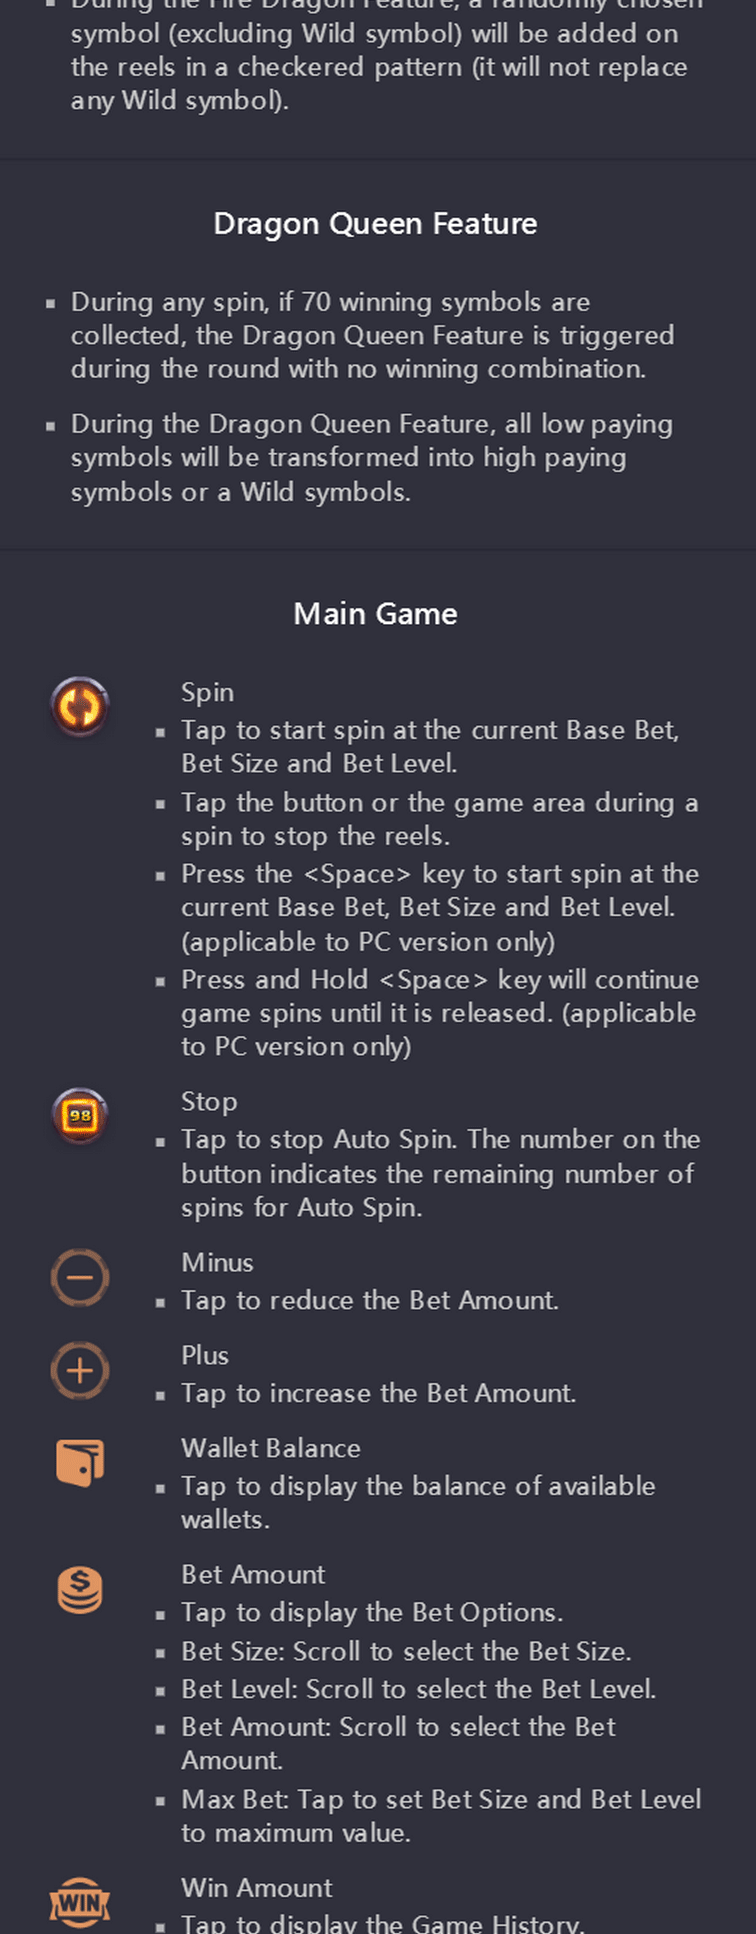 During the Fire Dragon Feature, a randomly chosen
symbol (excluding Wild symbol) will be added on
the reels in a checkered pattern (it will not replace
any Wild symbol).
Dragon Queen Feature
During any spin, if 70 winning symbols are
collected, the Dragon Queen Feature is triggered
during the round with no winning combination.
During the Dragon Queen Feature, all low paying
symbols will be transformed into high paying
symbols or a Wild symbols.
Main Game
Spin
Tap to start spin at the current Base Bet,
Bet Size and Bet Level.
Tap the button or the game area during a
spin to stop the reels.
Press the <Space> key to start spin at the
current Base Bet, Bet Size and Bet Level.
(applicable to PC version only)
Press and Hold <Space> key will continue
game spins until it is released. (applicable
to PC version only)
98
Stop
Tap to stop Auto Spin. The number on the
button indicates the remaining number of
spins for Auto Spin.
Minus
Tap to reduce the Bet Amount.
Plus
Tap to increase the Bet Amount.
Wallet Balance
Tap to display the balance of available
wallets.
$
Bet Amount
Tap to display the Bet Options.
Bet Size: Scroll to select the Bet Size.
Bet Level: Scroll to select the Bet Level.
Bet Amount: Scroll to select the Bet
Amount.
Max Bet: Tap to set Bet Size and Bet Level
to maximum value.
WIN
Win Amount
Tap to display the Game History.